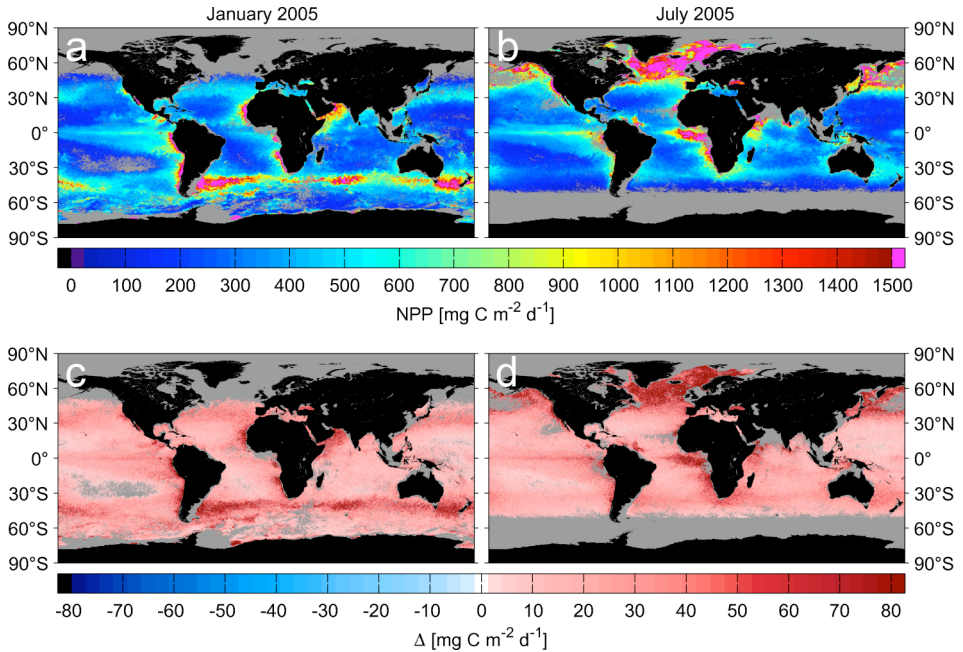 January 2005 July 2005
a b
90°N 90°N
60°N 60°N
30°N 30°N
0° 0°
30°S 30°S
60°S 60°S
90°S 90°S
0 100 200 300 400 500 600 700 800 900 1000 1100 1200 1300 1400 1500
NPP [mg C m⁻² d⁻¹]
c d
90°N 90°N
60°N 60°N
30°N 30°N
0° 0°
30°S 30°S
60°S 60°S
90°S 90°S
-80 -70 -60 -50 -40 -30 -20 -10 0 10 20 30 40 50 60 70 80
Δ [mg C m⁻² d⁻¹]